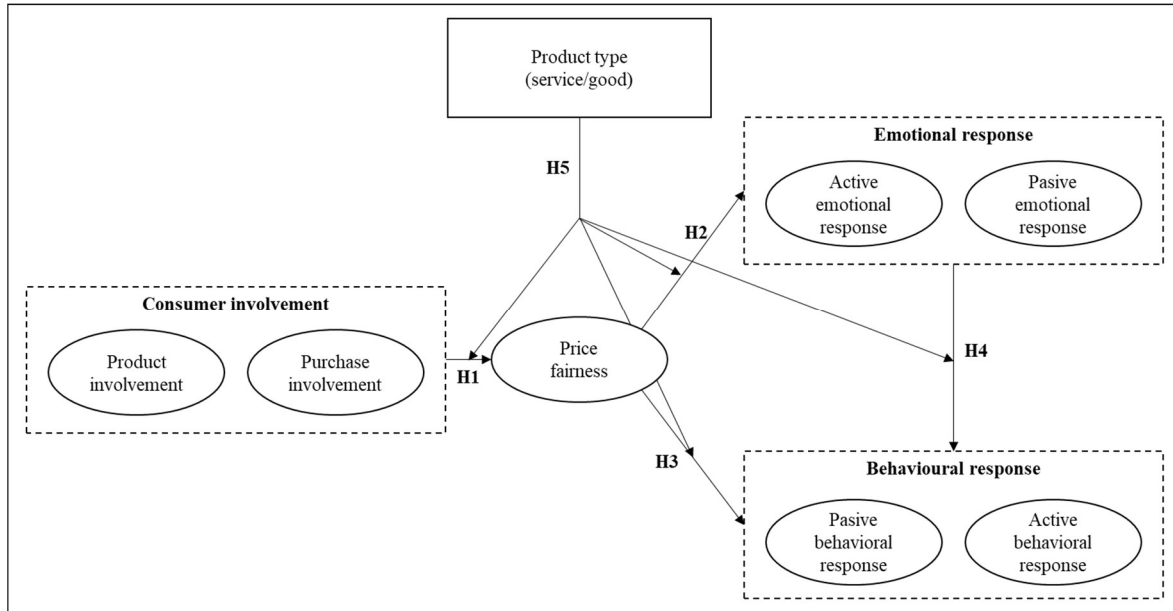 Product type
(service/good)
H5
Emotional response
Active
emotional
response
Pasive
emotional
response
H2
Consumer involvement
Product
involvement
Purchase
involvement
H1
Price
fairness
H4
H3
Behavioural response
Pasive
behavioral
response
Active
behavioral
response